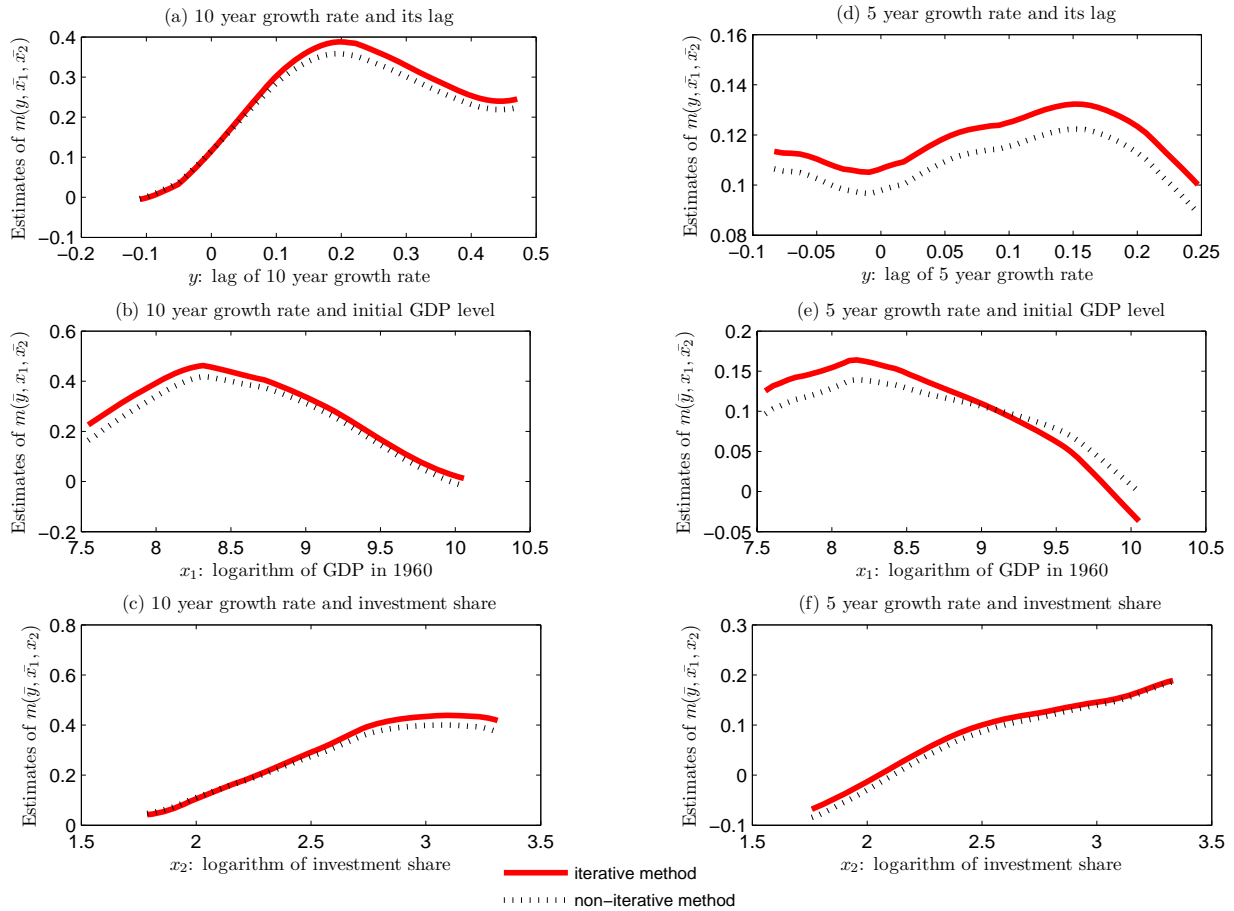 (a) 10 year growth rate and its lag
Estimates of m(y, x̄₁, x̄₂)
0.4
0.3
0.2
0.1
0
−0.1
−0.2 −0.1 0 0.1 0.2 0.3 0.4 0.5
y: lag of 10 year growth rate
(d) 5 year growth rate and its lag
Estimates of m(y, x̄₁, x̄₂)
0.16
0.14
0.12
0.1
0.08
−0.1 −0.05 0 0.05 0.1 0.15 0.2 0.25
y: lag of 5 year growth rate
(b) 10 year growth rate and initial GDP level
Estimates of m(ȳ, x₁, x̄₂)
0.6
0.4
0.2
0
−0.2
7.5 8 8.5 9 9.5 10 10.5
x₁: logarithm of GDP in 1960
(e) 5 year growth rate and initial GDP level
Estimates of m(ȳ, x₁, x̄₂)
0.2
0.15
0.1
0.05
0
−0.05
7.5 8 8.5 9 9.5 10 10.5
x₁: logarithm of GDP in 1960
(c) 10 year growth rate and investment share
Estimates of m(ȳ, x̄₁, x₂)
0.8
0.6
0.4
0.2
0
1.5 2 2.5 3 3.5
x₂: logarithm of investment share
(f) 5 year growth rate and investment share
Estimates of m(ȳ, x̄₁, x₂)
0.3
0.2
0.1
0
−0.1
1.5 2 2.5 3 3.5
x₂: logarithm of investment share
iterative method
non−iterative method